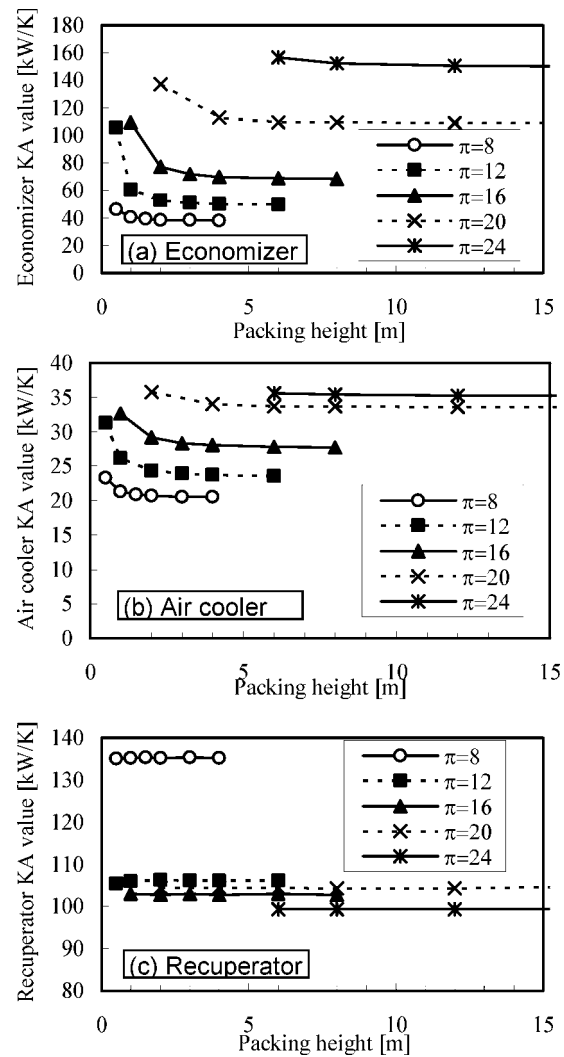 Economizer KA value [kW/K]
180
160
140
120
100
80
60
40
20
0
π=8
π=12
π=16
π=20
π=24
(a) Economizer
0 5 10 15
Packing height [m]
Air cooler KA value [kW/K]
40
35
30
25
20
15
10
5
0
π=8
π=12
π=16
π=20
π=24
(b) Air cooler
0 5 10 15
Packing height [m]
Recuperator KA value [kW/K]
140
130
120
110
100
90
80
π=8
π=12
π=16
π=20
π=24
(c) Recuperator
0 5 10 15
Packing height [m]